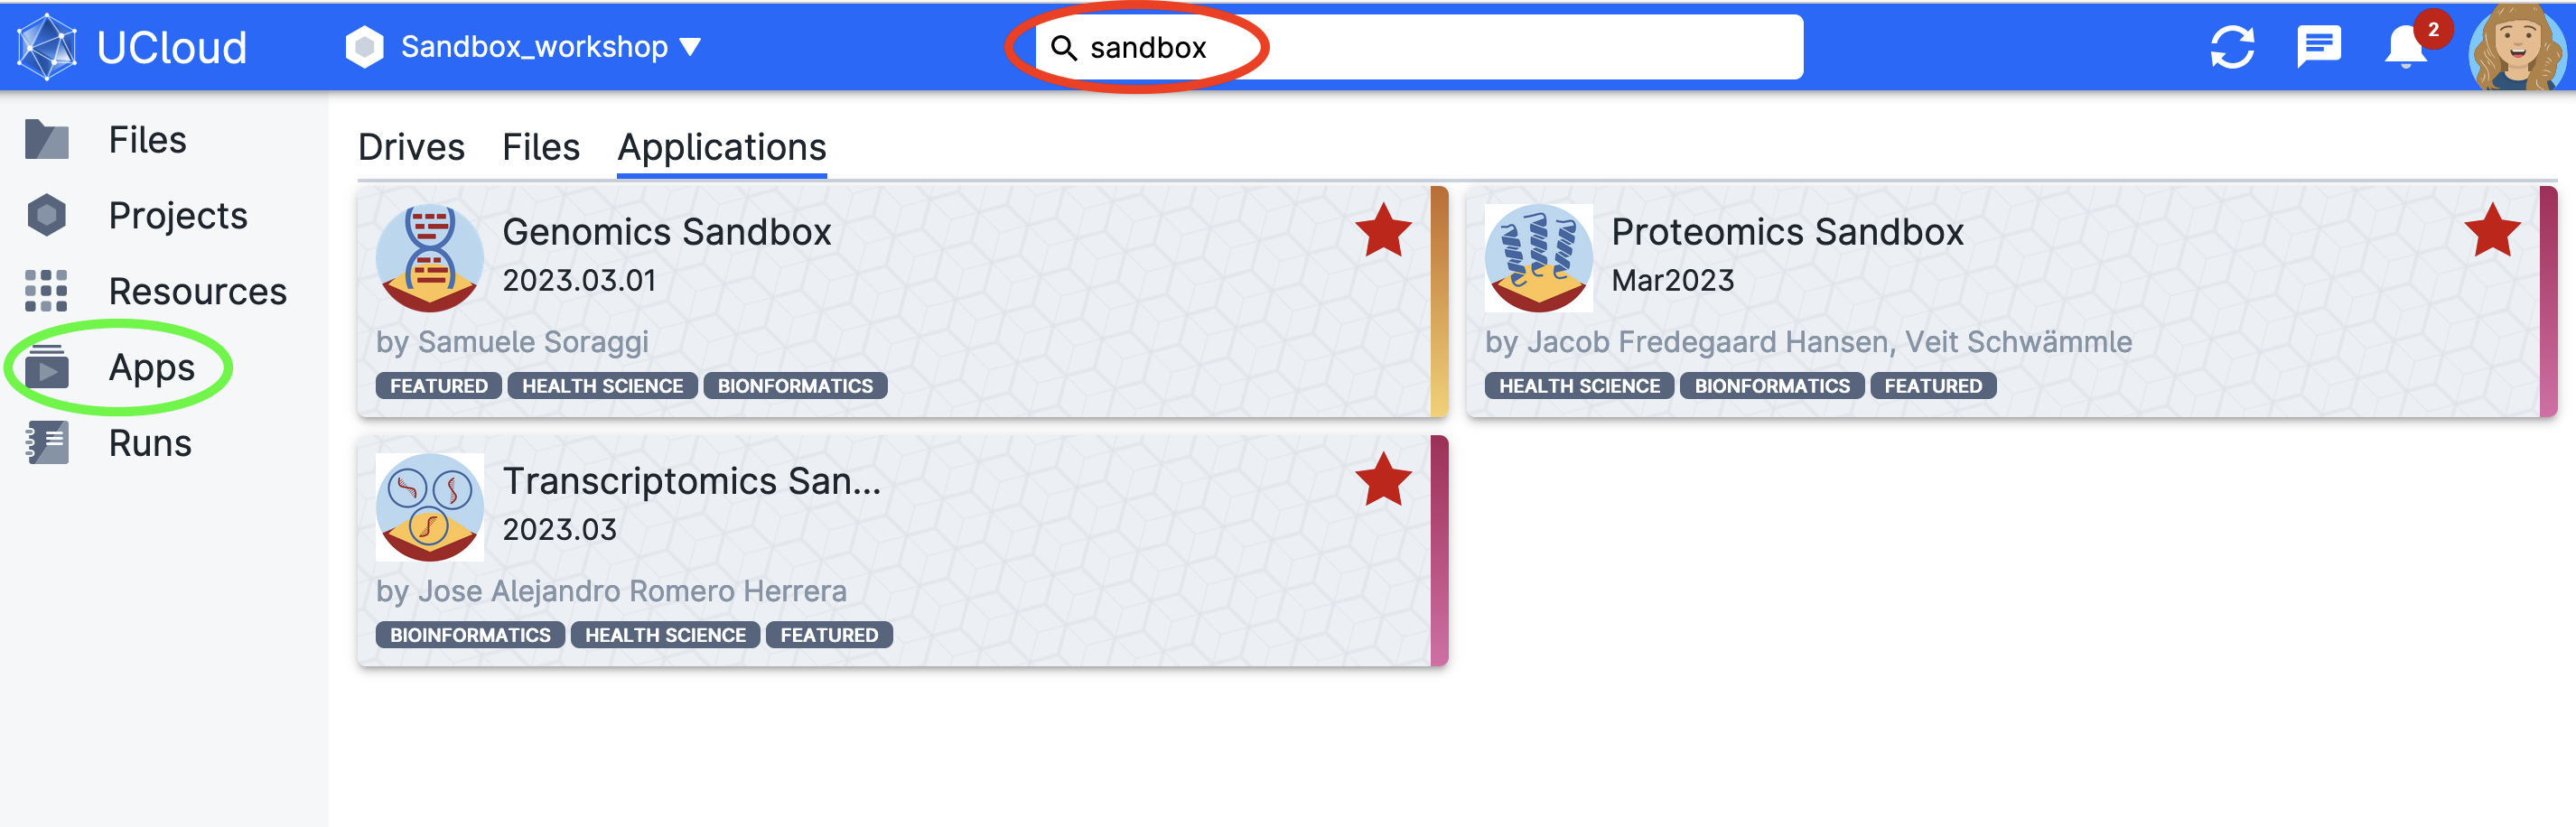 UCloud
Sandbox_workshop
sandbox
2
Files
Projects
Resources
Apps
Runs
Drives Files Applications
Genomics Sandbox
2023.03.01
by Samuele Soraggi
FEATURED HEALTH SCIENCE BIONFORMATICS
Proteomics Sandbox
Mar2023
by Jacob Fredegaard Hansen, Veit Schwämmle
HEALTH SCIENCE BIONFORMATICS FEATURED
Transcriptomics San...
2023.03
by Jose Alejandro Romero Herrera
BIOINFORMATICS HEALTH SCIENCE FEATURED